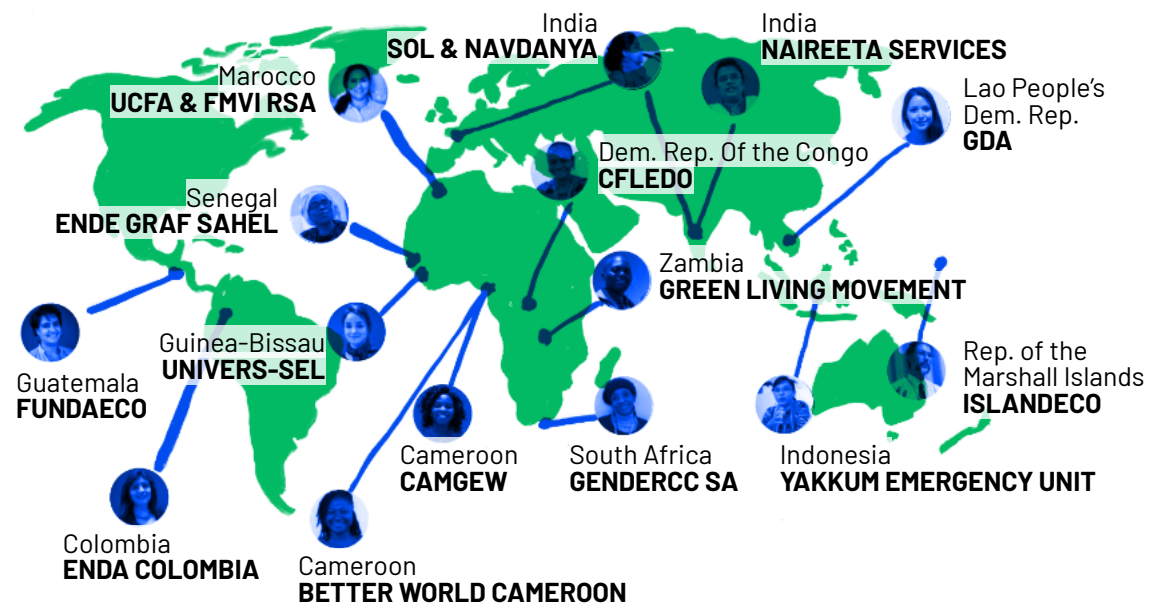 India
SOL & NAVDANYA
India
NAIREETA SERVICES
Marocco
UCFA & FMVI RSA
Lao People's
Dem. Rep.
GDA
Dem. Rep. Of the Congo
CFLEDO
Senegal
ENDE GRAF SAHEL
Zambia
GREEN LIVING MOVEMENT
Guinea-Bissau
UNIVERS-SEL
Rep. of the
Marshall Islands
ISLANDECO
Guatemala
FUNDAECO
Cameroon
CAMGEW
South Africa
GENDERCC SA
Indonesia
YAKKUM EMERGENCY UNIT
Colombia
ENDA COLOMBIA
Cameroon
BETTER WORLD CAMEROON